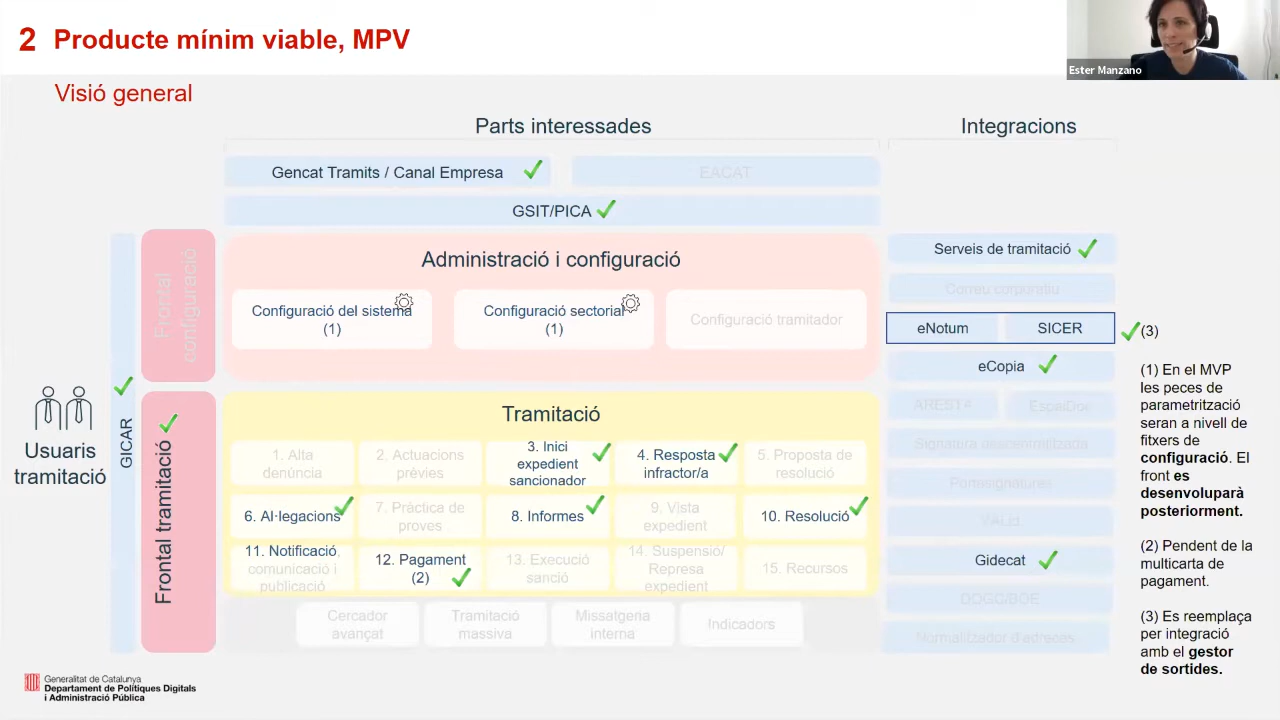 2 Producte mínim viable, MPV
Ester Manzano
Visió general
Parts interessades
Integracions
Gencat Tramits / Canal Empresa
EACAT
GSIT/PICA
Frontal
configuració
Administració i configuració
Configuració del sistema
(1)
Configuració sectorial
(1)
Configuració tramitador
Serveis de tramitació
Correu corporatiu
eNotum
SICER
(3)
eCopia
Usuaris
tramitació
GICAR
Frontal tramitació
Tramitació
1. Alta
denúncia
2. Actuacions
prèvies
3. Inici
expedient
sancionador
4. Resposta
infractor/a
5. Proposta de
resolució
6. Al·legacions
7. Pràctica de
proves
8. Informes
9. Vista
expedient
10. Resolució
11. Notificació,
comunicació i
publicació
12. Pagament
(2)
13. Execució
sanció
14. Suspensió/
Represa
expedient
15. Recursos
Cercador
avançat
Tramitació
massiva
Missatgeria
interna
Indicadors
Signatura descentralitzada
Portasignatures
VALId
Gidecat
DOGC/BOE
Normalitzador d'adreces
(1) En el MVP
les peces de
parametrització
seran a nivell de
fitxers de
configuració. El
front es
desenvoluparà
posteriorment.
(2) Pendent de la
multicarta de
pagament.
(3) Es reemplaça
per integració
amb el gestor
de sortides.
Generalitat de Catalunya
Departament de Polítiques Digitals
i Administració Pública